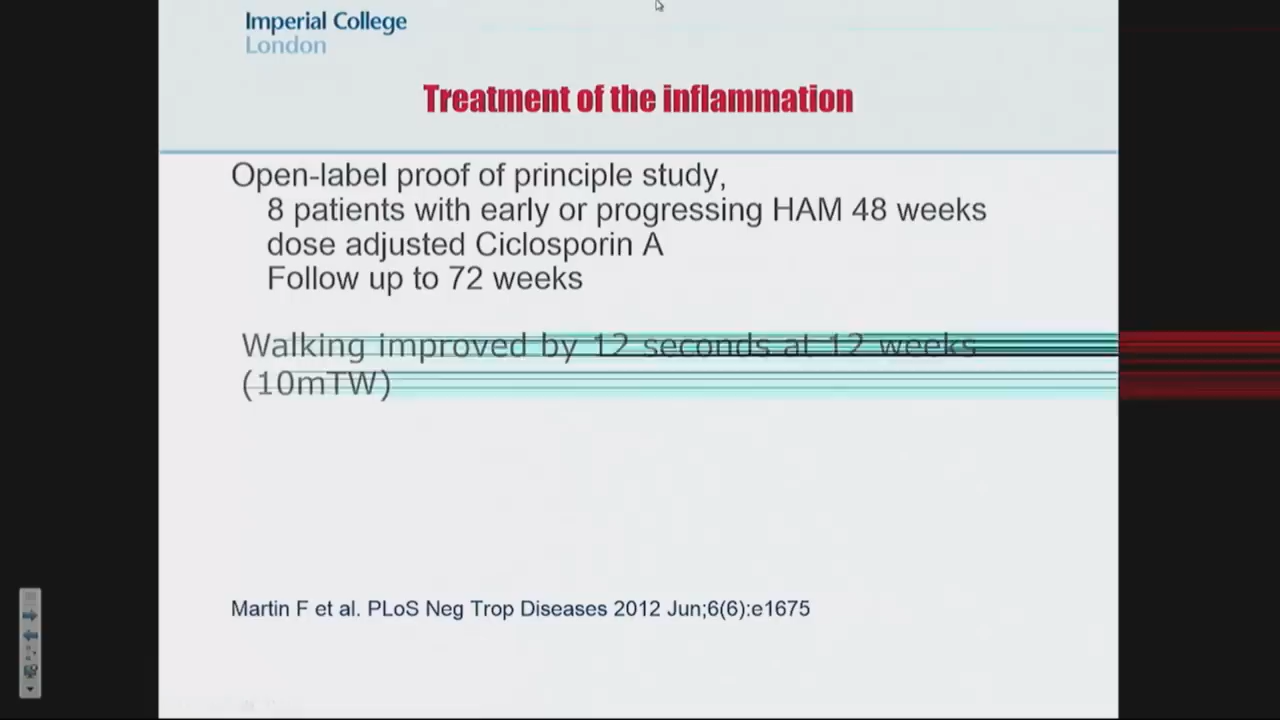 Imperial College
London
Treatment of the inflammation
Open-label proof of principle study,
8 patients with early or progressing HAM 48 weeks
dose adjusted Ciclosporin A
Follow up to 72 weeks
Walking improved by 12 seconds at 12 weeks
(10mTW)
Martin F et al. PLoS Neg Trop Diseases 2012 Jun;6(6):e1675